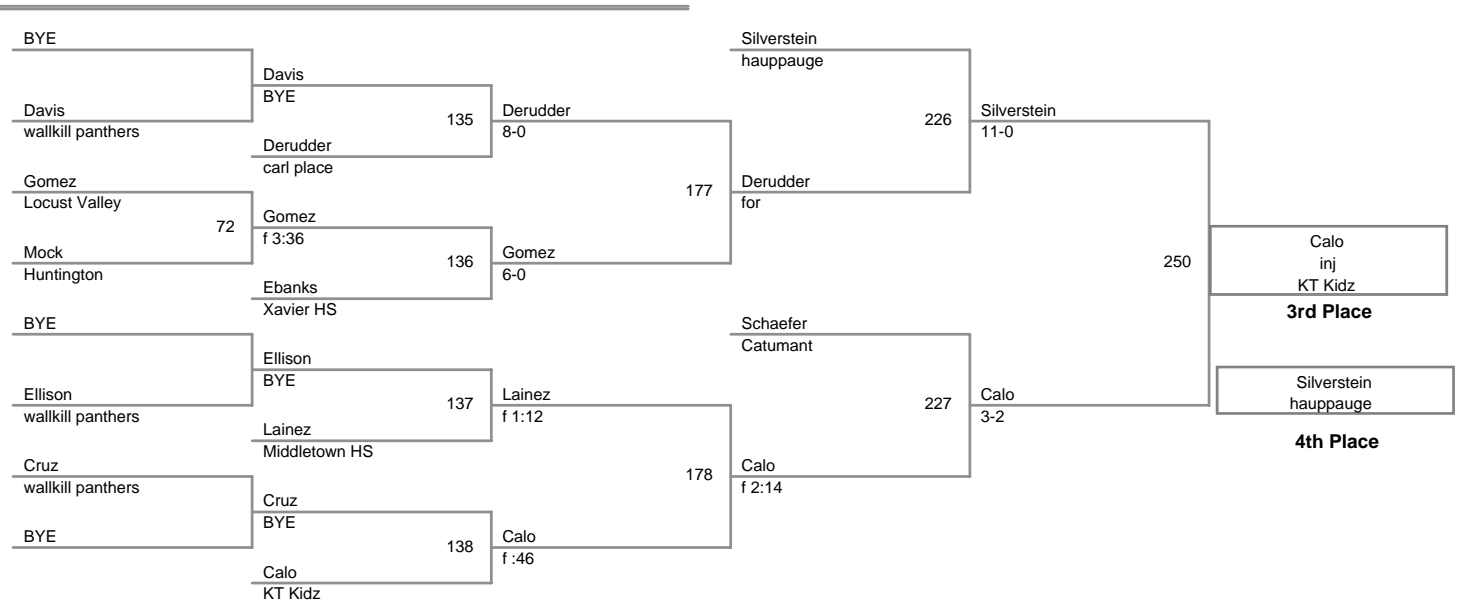 BYE
Davis
wallkill panthers
Gomez
Locust Valley
72
Mock
Huntington
BYE
Ellison
wallkill panthers
Cruz
wallkill panthers
BYE
Davis
BYE
135
Derudder
carl place
Gomez
f 3:36
136
Ebanks
Xavier HS
Ellison
BYE
137
Lainez
Middletown HS
Cruz
BYE
138
Calo
KT Kidz
Derudder
8-0
177
Gomez
6-0
Lainez
f 1:12
178
Calo
f :46
Silverstein
hauppauge
226
Derudder
for
Schaefer
Catumant
227
Calo
f 2:14
Silverstein
11-0
250
Calo
3-2
Calo
inj
KT Kidz
3rd Place
Silverstein
hauppauge
4th Place